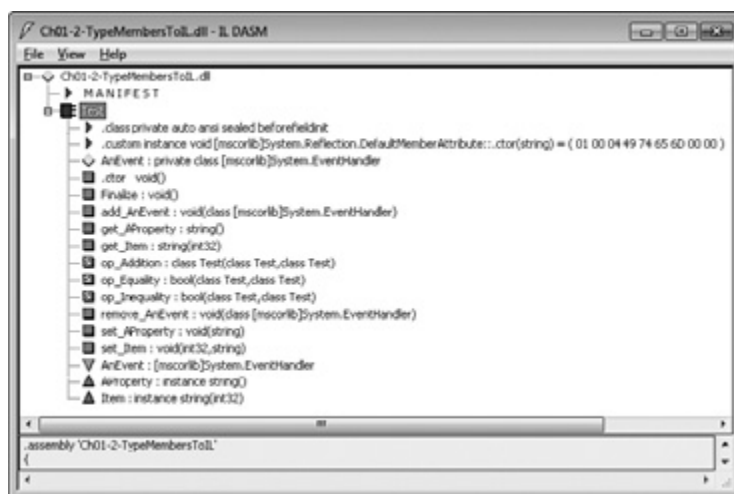 Ch01-2-TypeMembersToIL.dll - IL DASM
File View Help
Ch01-2-TypeMembersToIL.dll
MANIFEST
Test
.class private auto ansi sealed beforefieldinit
.custom instance void [mscorlib]System.Reflection.DefaultMemberAttribute::.ctor(string) = ( 01 00 04 49 74 65 6D 00 00 )
AnEvent : private class [mscorlib]System.EventHandler
.ctor void()
Finalize : void()
add_AnEvent : void(class [mscorlib]System.EventHandler)
get_AProperty : string()
get_Item : string(int32)
op_Addition : class Test(class Test,class Test)
op_Equality : bool(class Test,class Test)
op_Inequality : bool(class Test,class Test)
remove_AnEvent : void(class [mscorlib]System.EventHandler)
set_AProperty : void(string)
set_Item : void(int32,string)
AnEvent : [mscorlib]System.EventHandler
AProperty : instance string()
Item : instance string(int32)
.assembly 'Ch01-2-TypeMembersToIL'
{